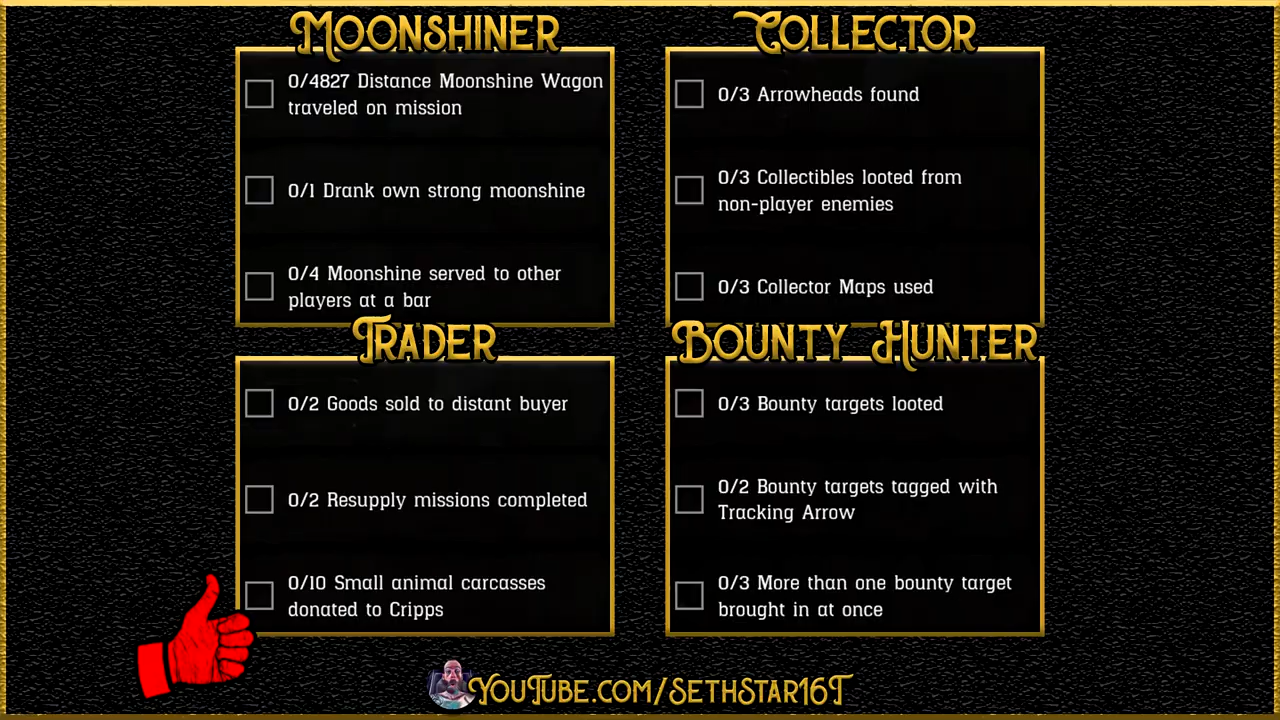 Moonshiner
0/4827 Distance Moonshine Wagon
traveled on mission
0/1 Drank own strong moonshine
0/4 Moonshine served to other
players at a bar
Collector
0/3 Arrowheads found
0/3 Collectibles looted from
non-player enemies
0/3 Collector Maps used
Trader
0/2 Goods sold to distant buyer
0/2 Resupply missions completed
0/10 Small animal carcasses
donated to Cripps
Bounty Hunter
0/3 Bounty targets looted
0/2 Bounty targets tagged with
Tracking Arrow
0/3 More than one bounty target
brought in at once
YouTube.com/SethStar16T